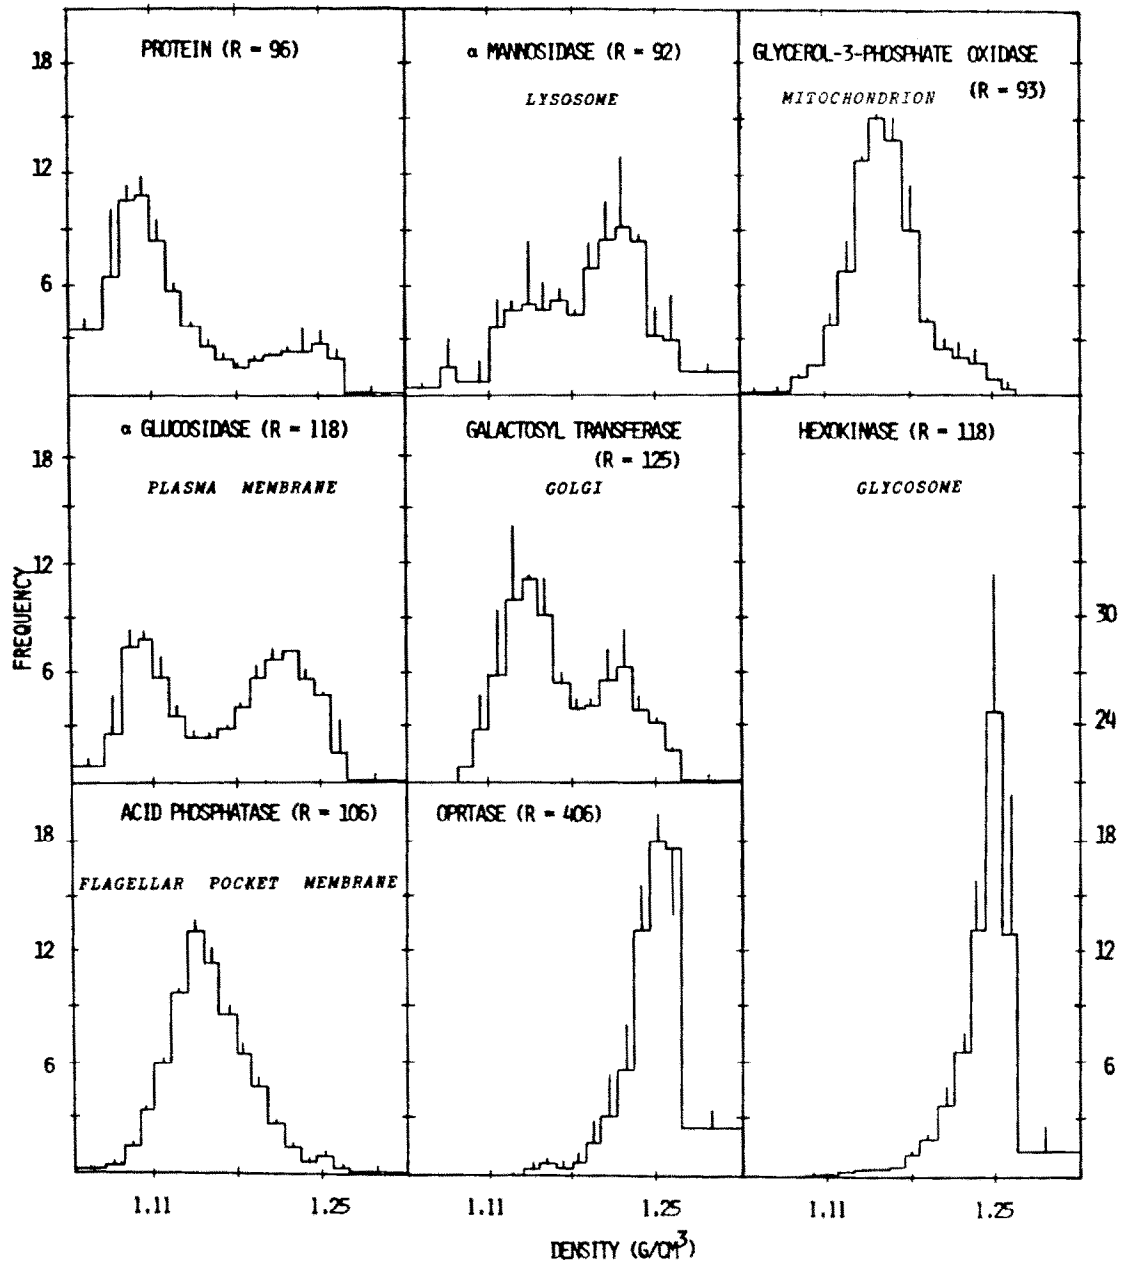 PROTEIN (R = 96)
18
12
6
α MANNOSIDASE (R = 92)
LYSOSOME
GLYCEROL-3-PHOSPHATE OXIDASE
(R = 93)
MITOCHONDRION
α GLUCOSIDASE (R = 118)
PLASMA MEMBRANE
18
12
6
FREQUENCY
GALACTOSYL TRANSFERASE
(R = 125)
GOLGI
HEXOKINASE (R = 118)
GLYCOSOME
30
24
18
12
6
ACID PHOSPHATASE (R = 106)
FLAGELLAR POCKET MEMBRANE
18
12
6
OPRTASE (R = 406)
1.11 1.25 1.11 1.25 1.11 1.25
DENSITY (G/CM³)